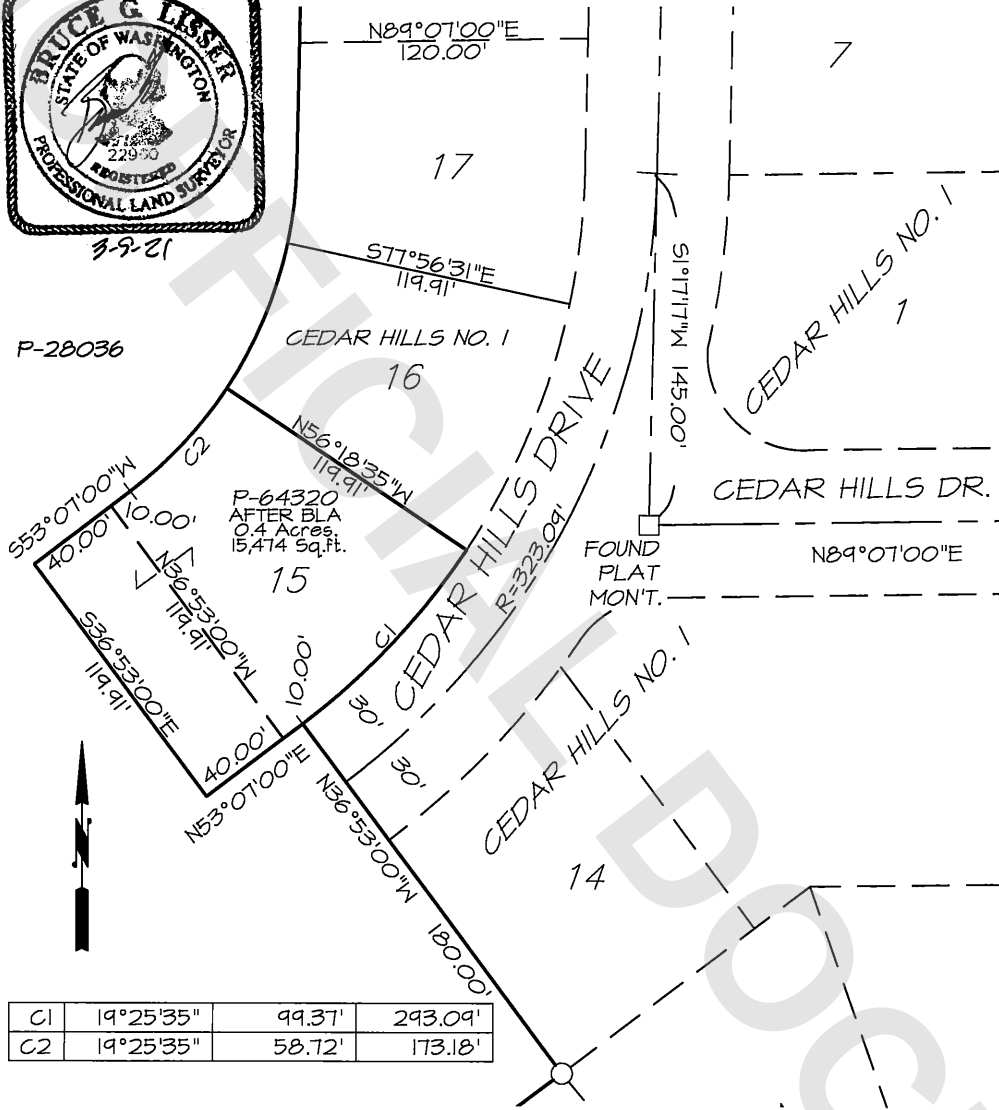 BRUCE G. LISSER
STATE OF WASHINGTON
REGISTERED
PROFESSIONAL LAND SURVEYOR
3-9-21
N89°07'00"E
120.00'
7
17
S77°56'31"E
119.91'
CEDAR HILLS NO. 1
16
P-28036
S1°17'17"W 145.00'
CEDAR HILLS NO. 1
1
N56°18'35"W
119.91'
C2
CEDAR HILLS DR.
S53°07'00"W
40.00'
10.00'
P-64320
AFTER BLA
0.4 Acres,
15,474 Sq.ft.
15
CEDAR HILLS DRIVE
R=323.09'
FOUND
PLAT
MON'T.
N89°07'00"E
N36°53'00"W
119.91'
S36°53'00"E
119.91'
C1
10.00'
40.00'
N53°07'00"E
30'
30'
N36°53'00"W
180.00'
CEDAR HILLS NO. 1
14
N
C1 19°25'35" 99.37' 293.09'
C2 19°25'35" 58.72' 173.18'